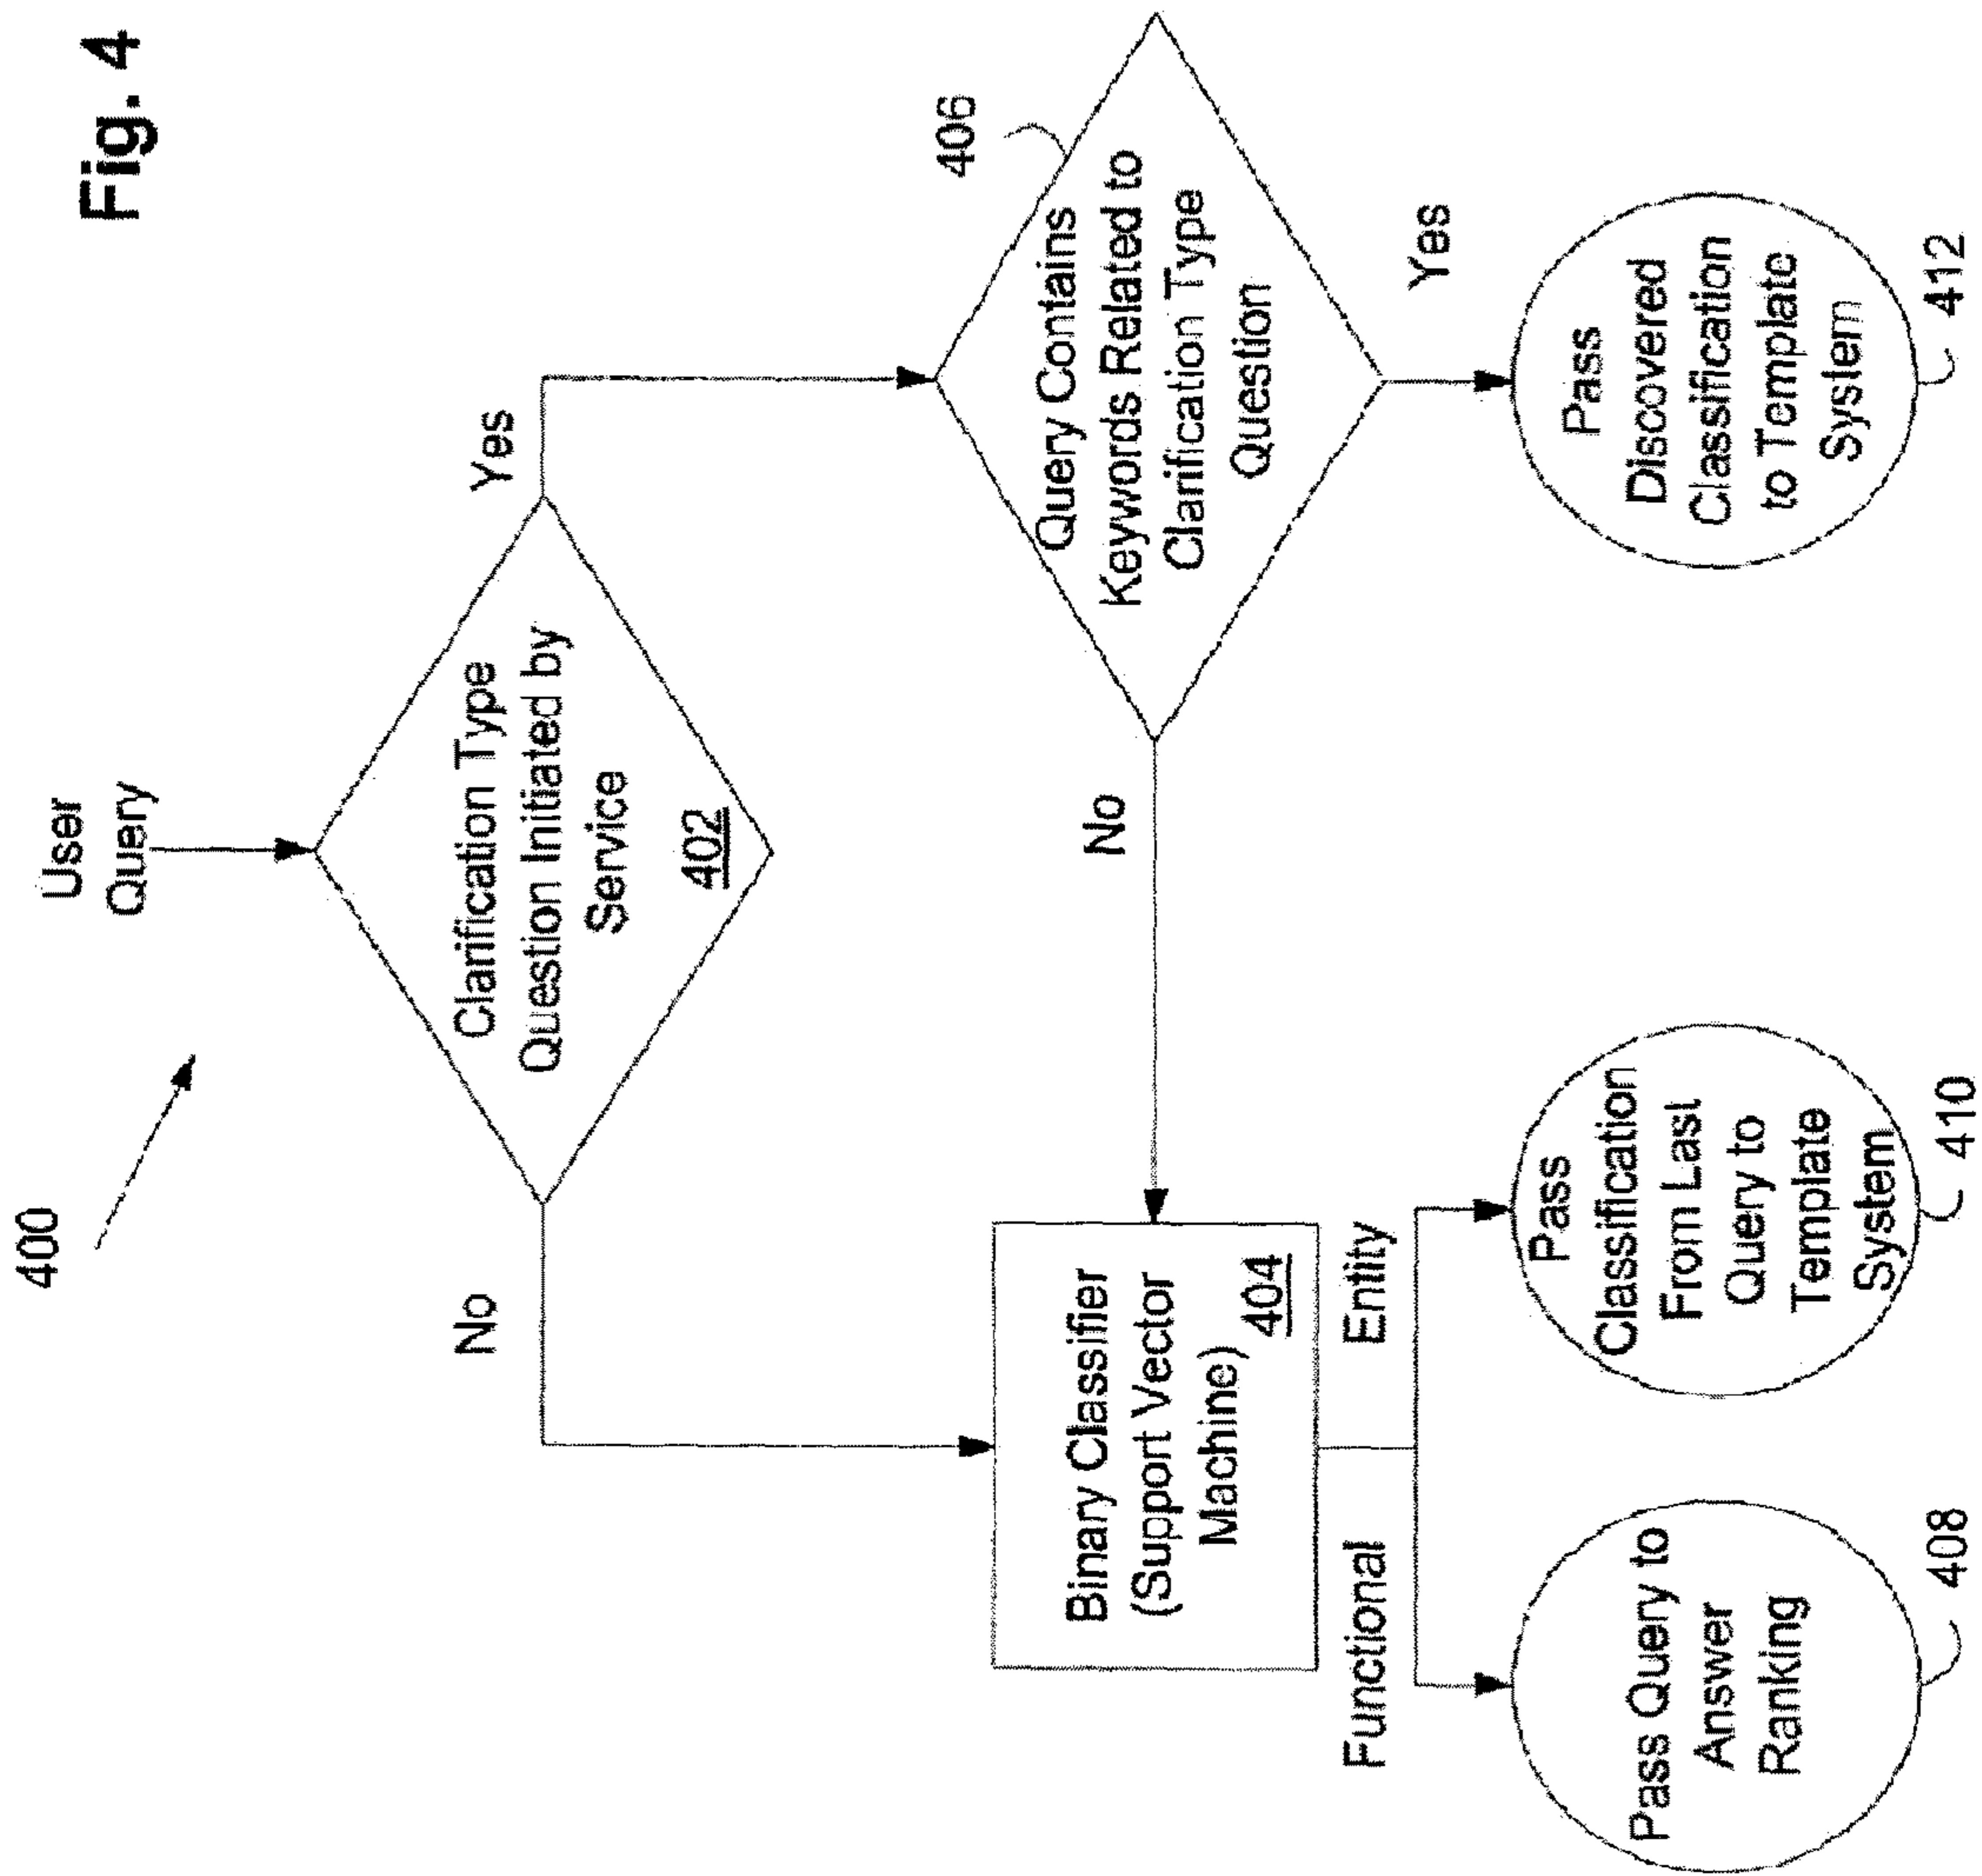 Fig. 4
400
User
Query
Clarification Type
Question Initiated by
Service
402
No
Yes
406
Query Contains
Keywords Related to
Clarification Type
Question
No
Yes
Binary Classifier
(Support Vector
Machine)
404
Functional
Entity
Pass Query to
Answer
Ranking
408
Pass
Classification
From Last
Query to
Template
System
410
Pass
Discovered
Classification
to Template
System
412